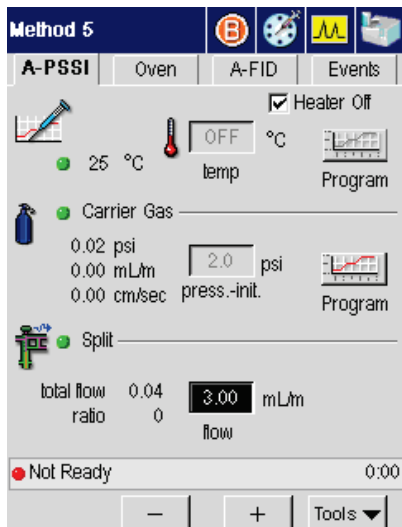 Method 5
B
A-PSSI Oven A-FID Events
Heater Off
25 °C OFF °C
temp Program
Carrier Gas
0.02 psi
0.00 mL/m 2.0 psi
0.00 cm/sec press.-init.
Program
Split
total flow 0.04 3.00 mL/m
ratio 0
flow
Not Ready 0:00
− + Tools